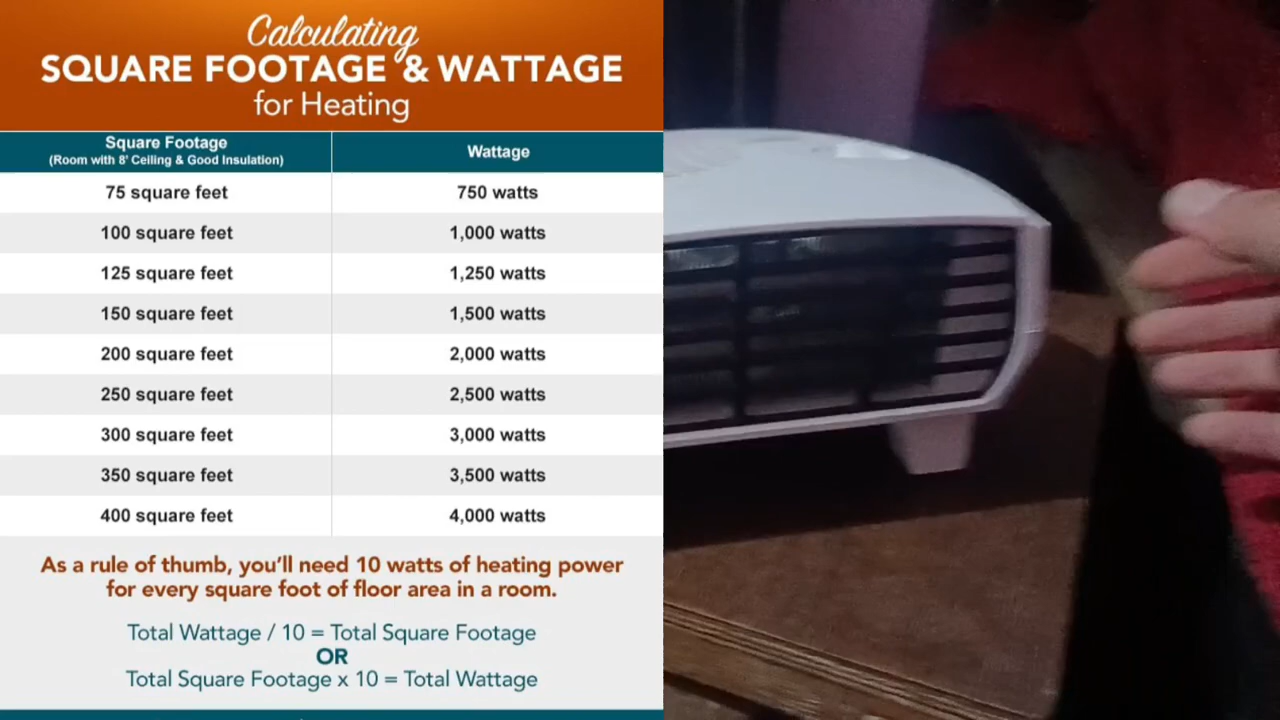 Calculating
SQUARE FOOTAGE & WATTAGE
for Heating
Square Footage
(Room with 8' Ceiling & Good Insulation)
Wattage
75 square feet
750 watts
100 square feet
1,000 watts
125 square feet
1,250 watts
150 square feet
1,500 watts
200 square feet
2,000 watts
250 square feet
2,500 watts
300 square feet
3,000 watts
350 square feet
3,500 watts
400 square feet
4,000 watts
As a rule of thumb, you'll need 10 watts of heating power
for every square foot of floor area in a room.
Total Wattage / 10 = Total Square Footage
OR
Total Square Footage x 10 = Total Wattage